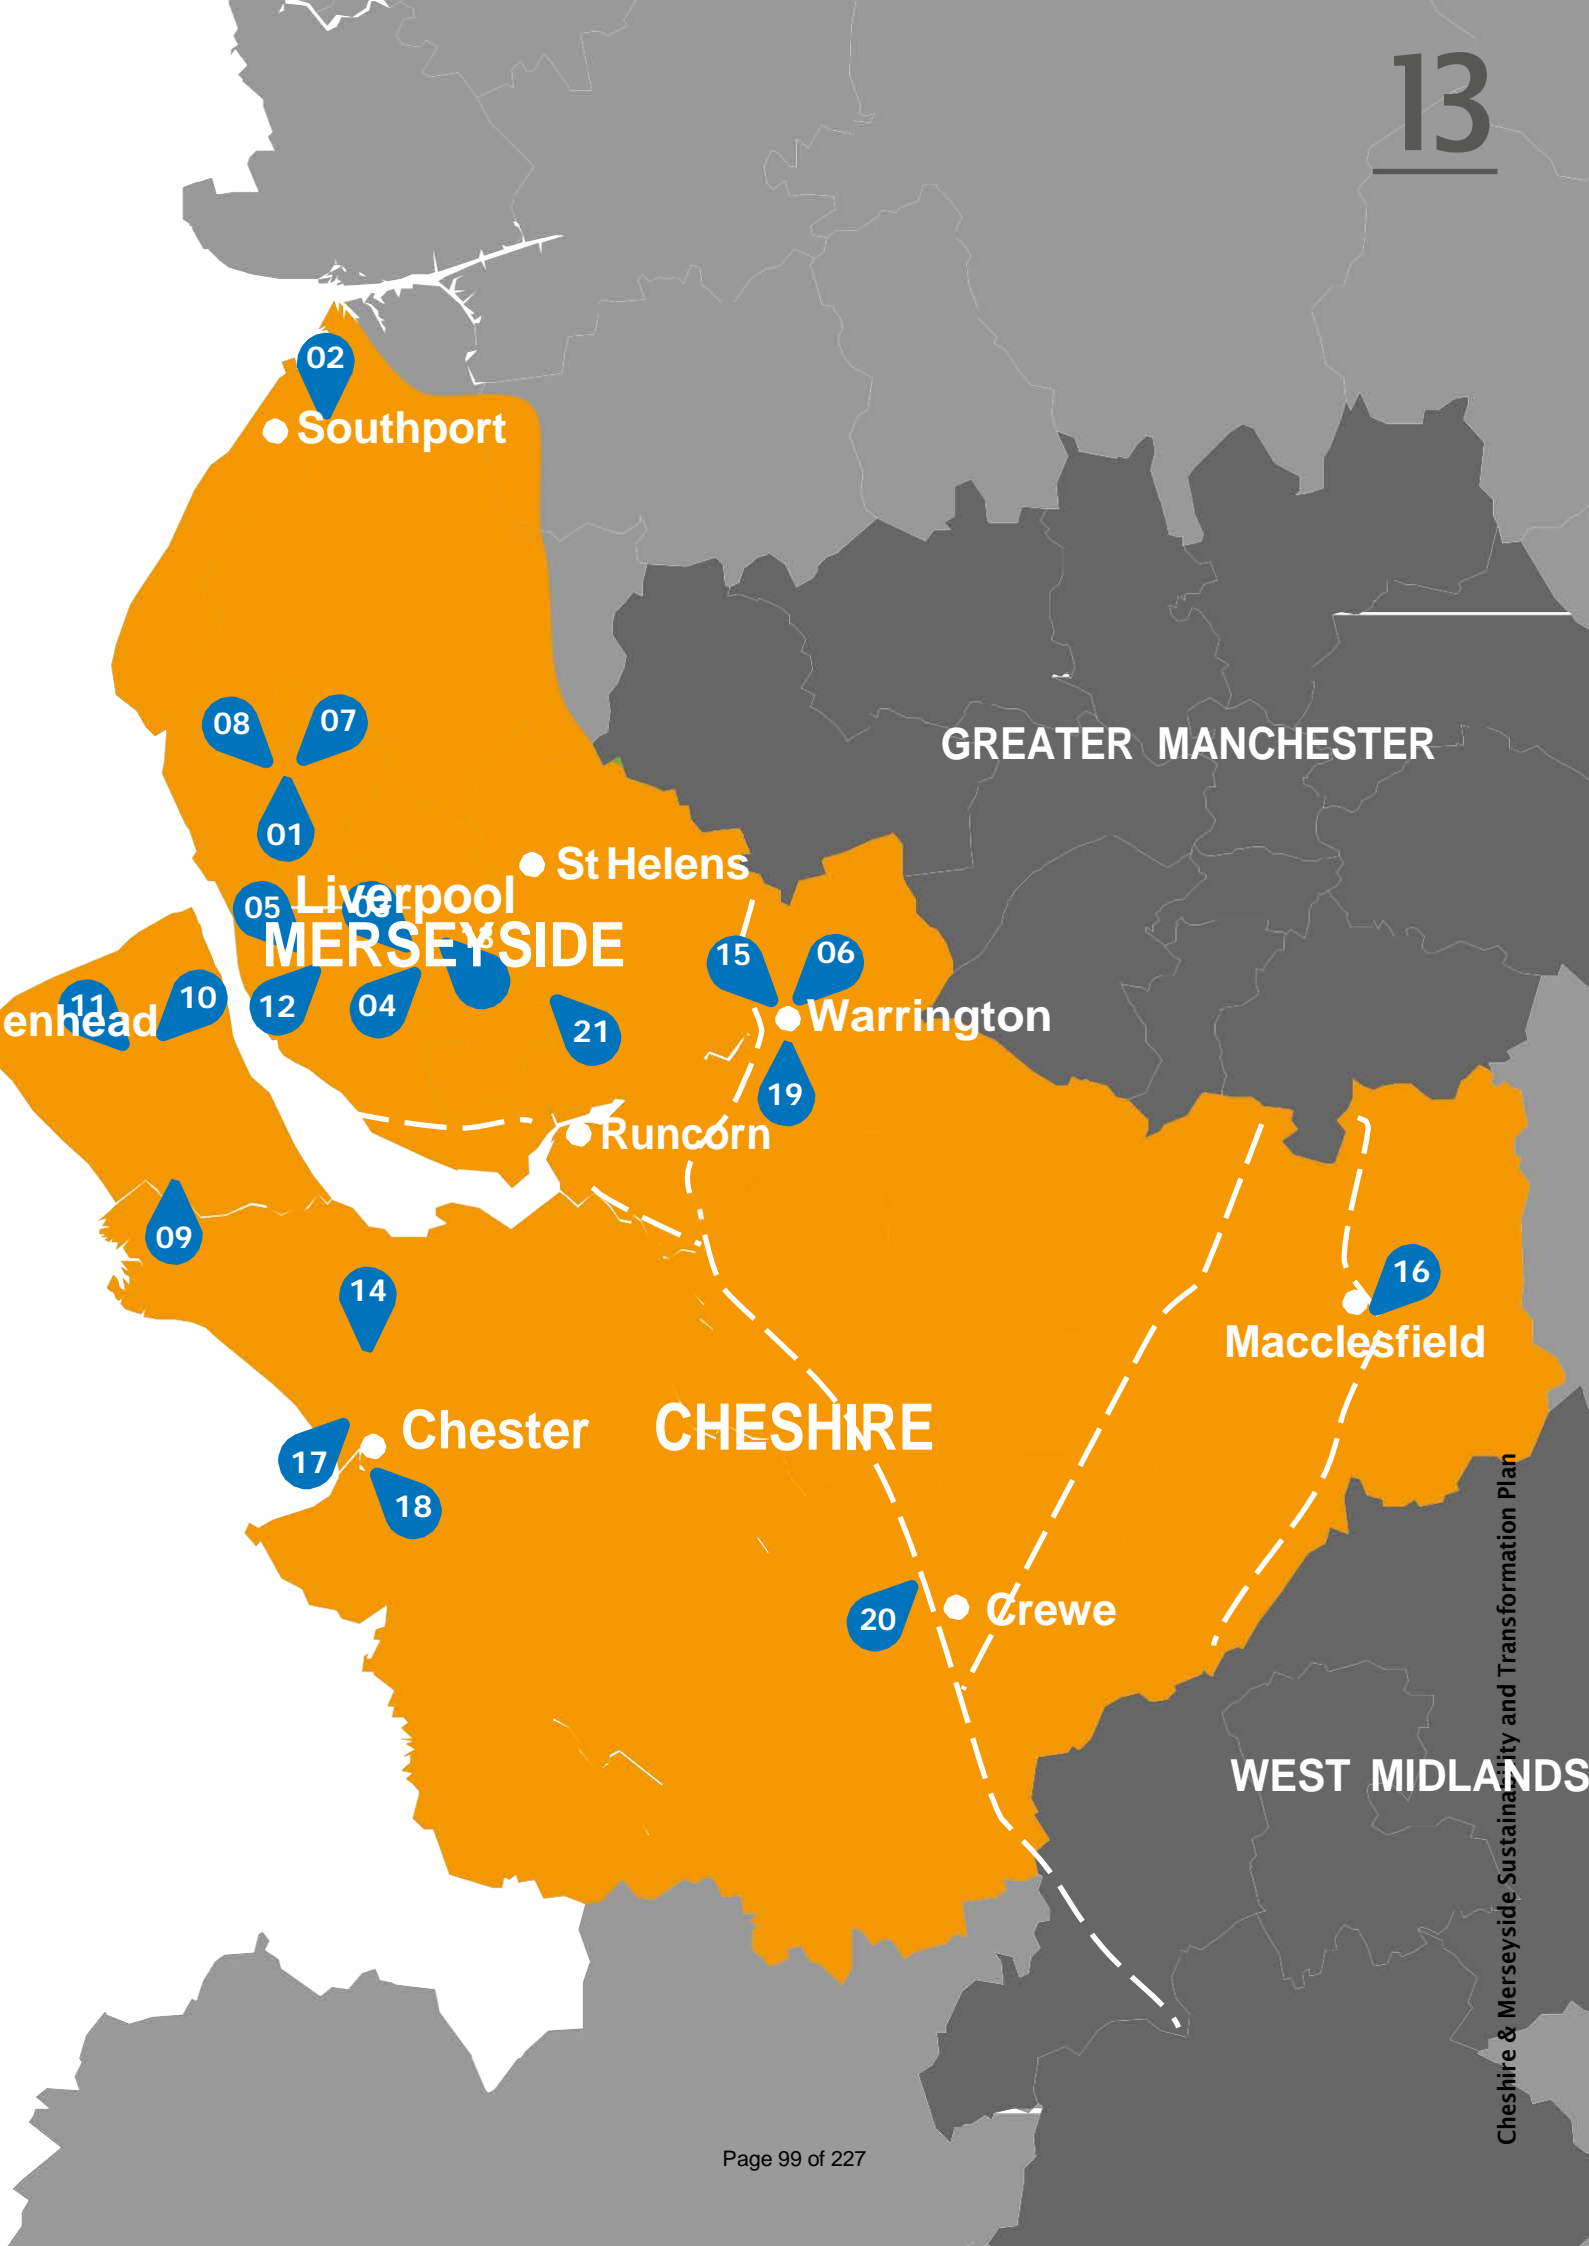 13
02
Southport
08
07
GREATER MANCHESTER
01
St Helens
05
Liverpool
03
MERSEYSIDE
15
06
11
10
12
04
enhead
Warrington
21
19
Runcorn
09
14
16
Macclesfield
Chester
CHESHIRE
17
18
20
Crewe
WEST MIDLANDS
Cheshire & Merseyside Sustainability and Transformation Plan
Page 99 of 227